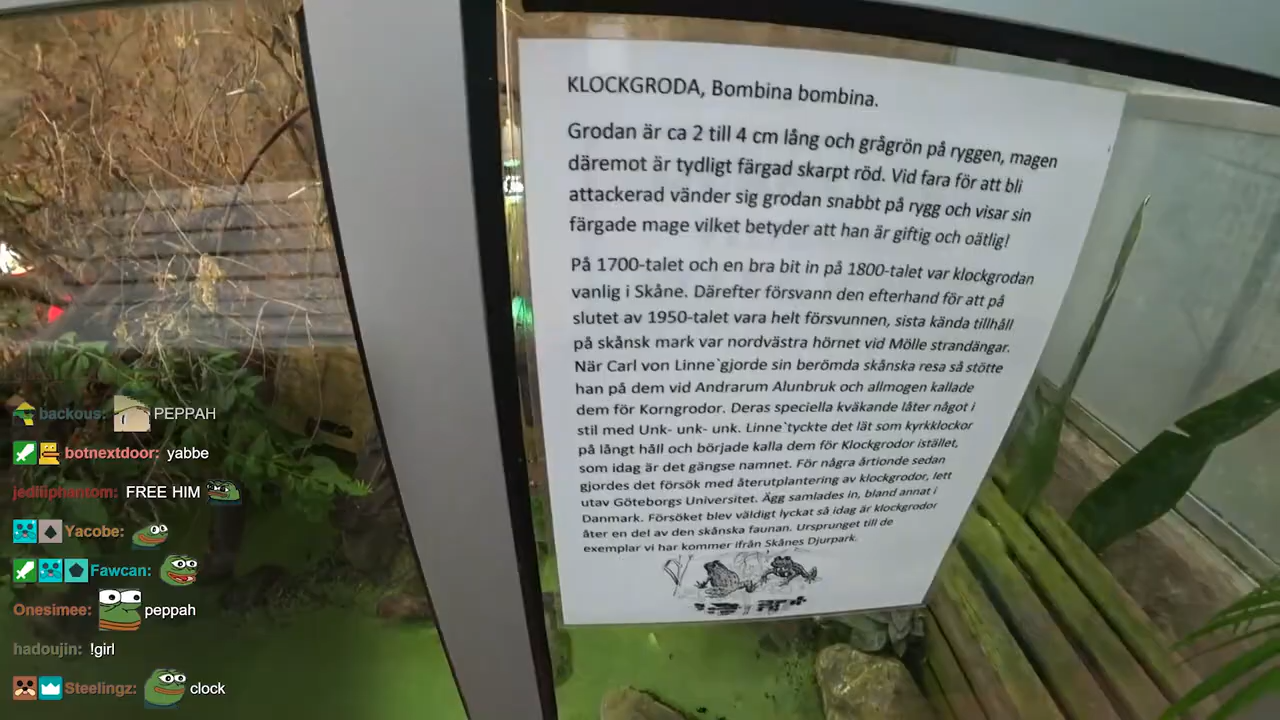 KLOCKGRODA, Bombina bombina.
Grodan är ca 2 till 4 cm lång och grågrön på ryggen, magen
däremot är tydligt färgad skarpt röd. Vid fara för att bli
attackerad vänder sig grodan snabbt på rygg och visar sin
färgade mage vilket betyder att han är giftig och oätlig!
På 1700-talet och en bra bit in på 1800-talet var klockgrodan
vanlig i Skåne. Därefter försvann den efterhand för att på
slutet av 1950-talet vara helt försvunnen, sista kända tillhåll
på skånsk mark var nordvästra hörnet vid Mölle strandängar.
När Carl von Linne`gjorde sin berömda skånska resa så stötte
han på dem vid Andrarum Alunbruk och allmogen kallade
dem för Korngrodor. Deras speciella kväkande låter något i
stil med Unk- unk- unk. Linne`tyckte det lät som kyrkklockor
på långt håll och började kalla dem för Klockgrodor istället,
som idag är det gängse namnet. För några årtionde sedan
gjordes det försök med återutplantering av klockgrodor, lett
utav Göteborgs Universitet. Ägg samlades in, bland annat i
Danmark. Försöket blev väldigt lyckat så idag är klockgrodor
åter en del av den skånska faunan. Ursprunget till de
exemplar vi har kommer ifrån Skånes Djurpark.
backous: PEPPAH
botnextdoor: yabbe
jedliphantom: FREE HIM
Yacobe:
Fawcan:
Onesimee: peppah
hadoujin: !girl
Steelingz: clock